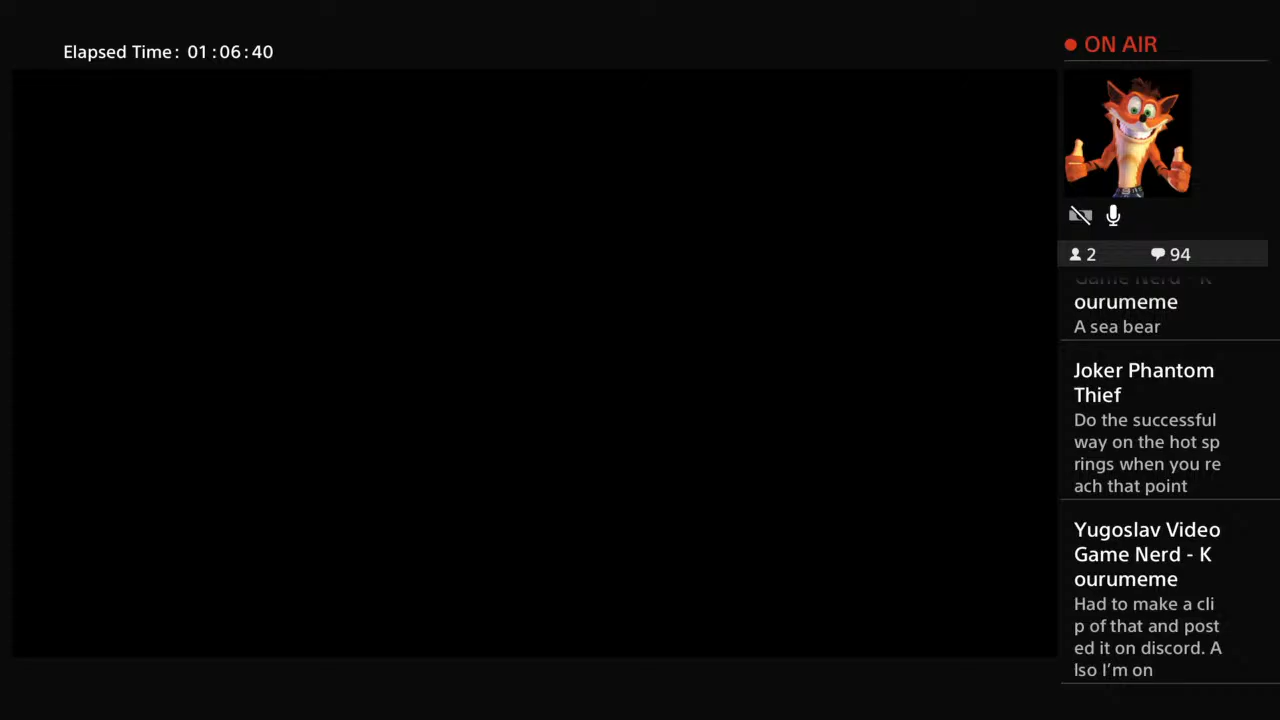 Elapsed Time: 01:06:40
ON AIR
2 94
Game Nerd - K
ourumeme
A sea bear
Joker Phantom
Thief
Do the successful
way on the hot sp
rings when you re
ach that point
Yugoslav Video
Game Nerd - K
ourumeme
Had to make a cli
p of that and post
ed it on discord. A
lso I'm on